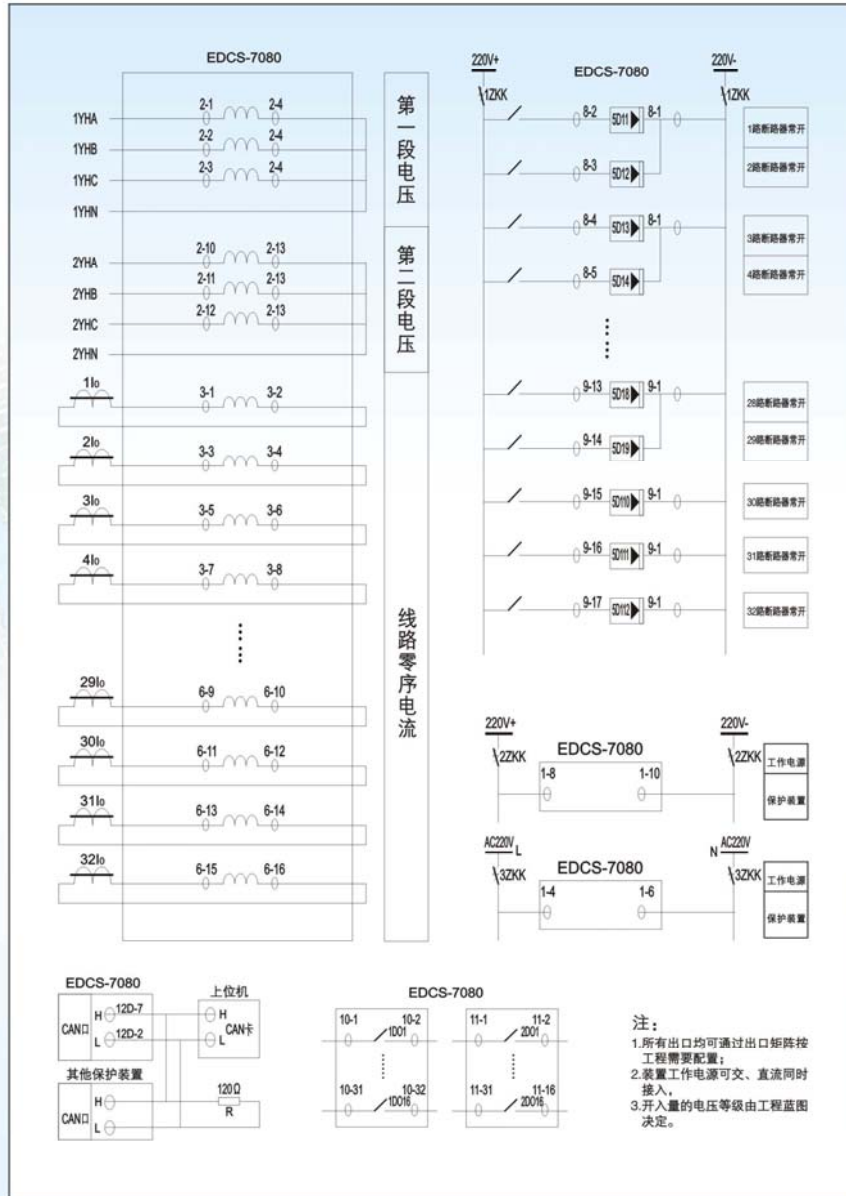 EDCS-7080
1YHA 2-1 2-4
1YHB 2-2 2-4
1YHC 2-3 2-4
1YHN
第一段电压
2YHA 2-10 2-13
2YHB 2-11 2-13
2YHC 2-12 2-13
2YHN
第二段电压
1I0 3-1 3-2
2I0 3-3 3-4
3I0 3-5 3-6
4I0 3-7 3-8
29I0 6-9 6-10
30I0 6-11 6-12
31I0 6-13 6-14
32I0 6-15 6-16
线路零序电流
220V+ EDCS-7080 220V-
1ZKK 1ZKK
8-2 5D11 8-1 1路断路器常开
8-3 5D12 2路断路器常开
8-4 5D13 8-1 3路断路器常开
8-5 5D14 4路断路器常开
9-13 5D18 9-1 28路断路器常开
9-14 5D19 29路断路器常开
9-15 5D110 9-1 30路断路器常开
9-16 5D111 9-1 31路断路器常开
9-17 5D112 9-1 32路断路器常开
220V+ 220V-
2ZKK EDCS-7080 2ZKK 工作电源
1-8 1-10 保护装置
AC220V L N AC220V
3ZKK EDCS-7080 3ZKK 工作电源
1-4 1-6 保护装置
EDCS-7080 上位机
CAN口 H 12D-7 H CAN卡
L 12D-2 L
其他保护装置
CAN口 H 120Ω
L R
EDCS-7080
10-1 1D01 10-2 11-1 2D01 11-2
10-31 1D016 10-32 11-31 2D016 11-16
注：
1.所有出口均可通过出口矩阵按
工程需要配置；
2.装置工作电源可交、直流同时
接入。
3.开入量的电压等级由工程蓝图
决定。